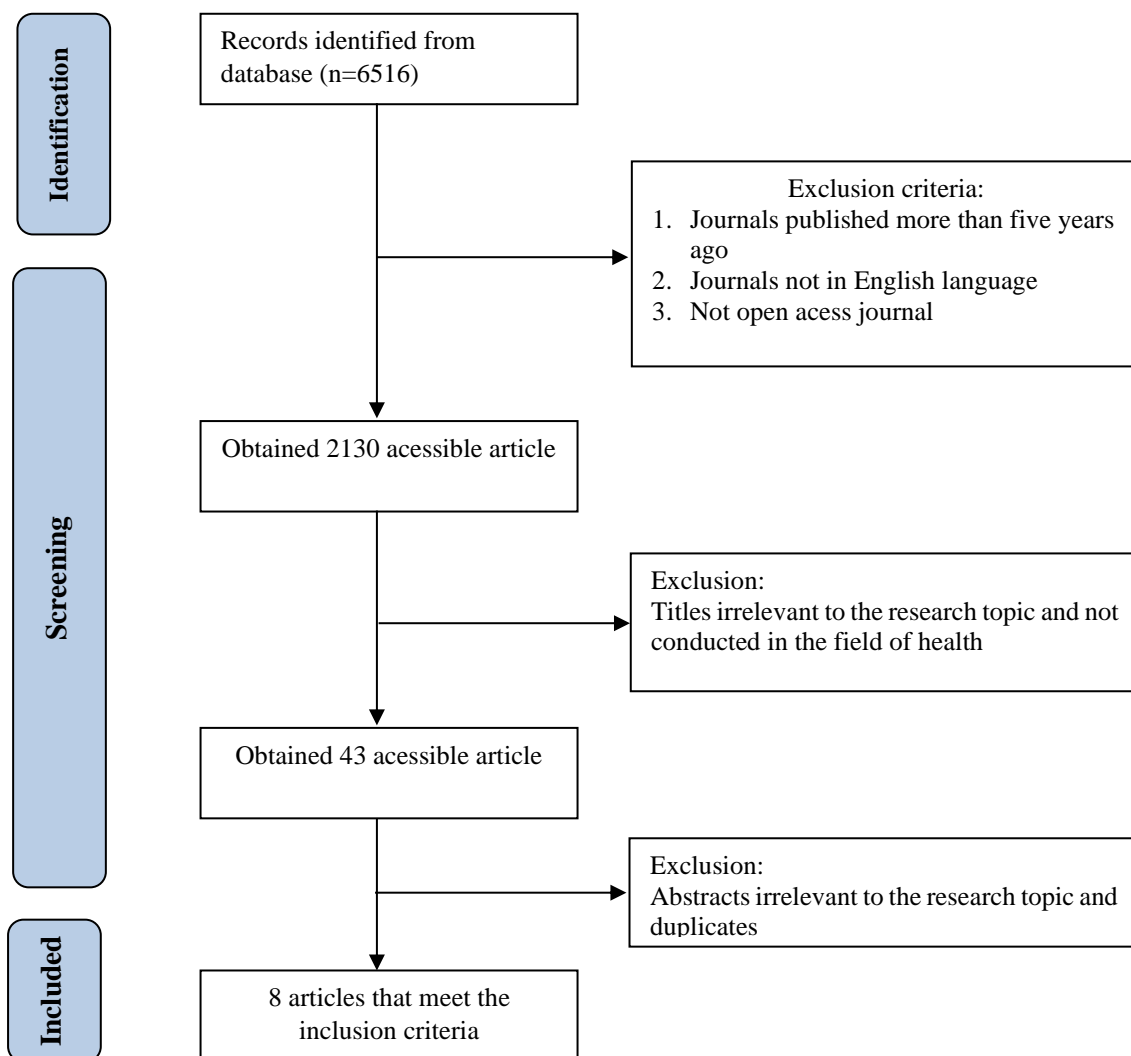 Identification
Records identified from
database (n=6516)
Exclusion criteria:
1. Journals published more than five years
ago
2. Journals not in English language
3. Not open acess journal
Screening
Obtained 2130 acessible article
Exclusion:
Titles irrelevant to the research topic and not
conducted in the field of health
Obtained 43 acessible article
Exclusion:
Abstracts irrelevant to the research topic and
duplicates
Included
8 articles that meet the
inclusion criteria